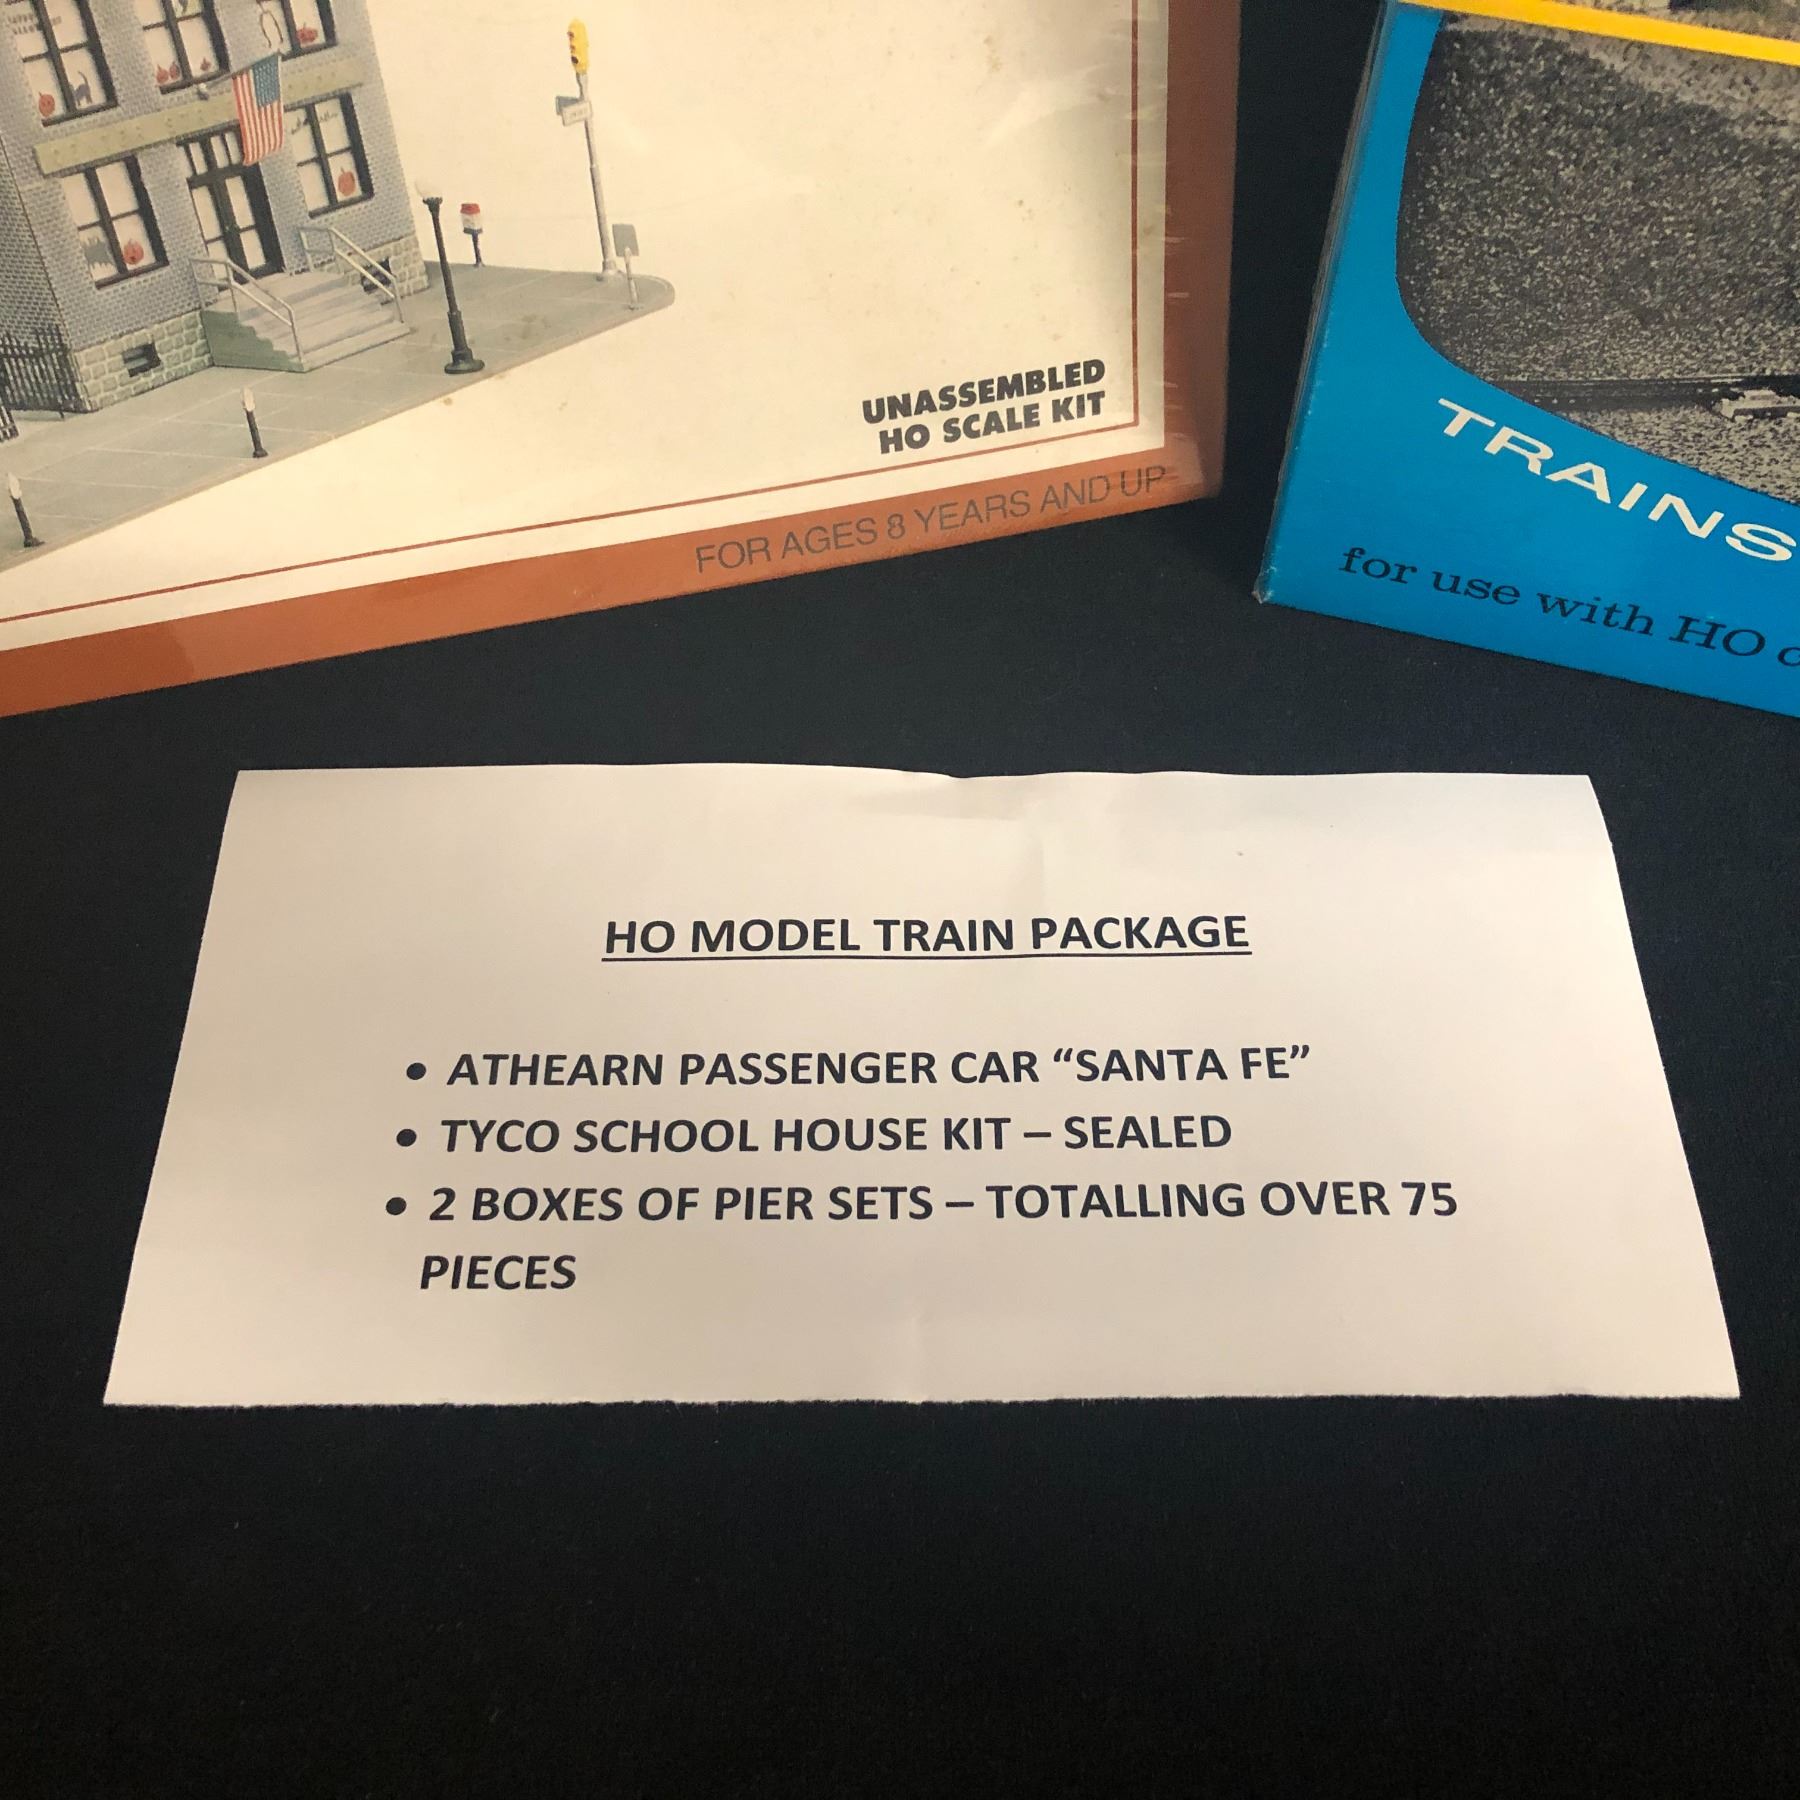 UNASSEMBLED
HO SCALE KIT
FOR AGES 8 YEARS AND UP
TRAINS
for use with HO
HO MODEL TRAIN PACKAGE
• ATHEARN PASSENGER CAR “SANTA FE”
• TYCO SCHOOL HOUSE KIT – SEALED
• 2 BOXES OF PIER SETS – TOTALLING OVER 75
PIECES